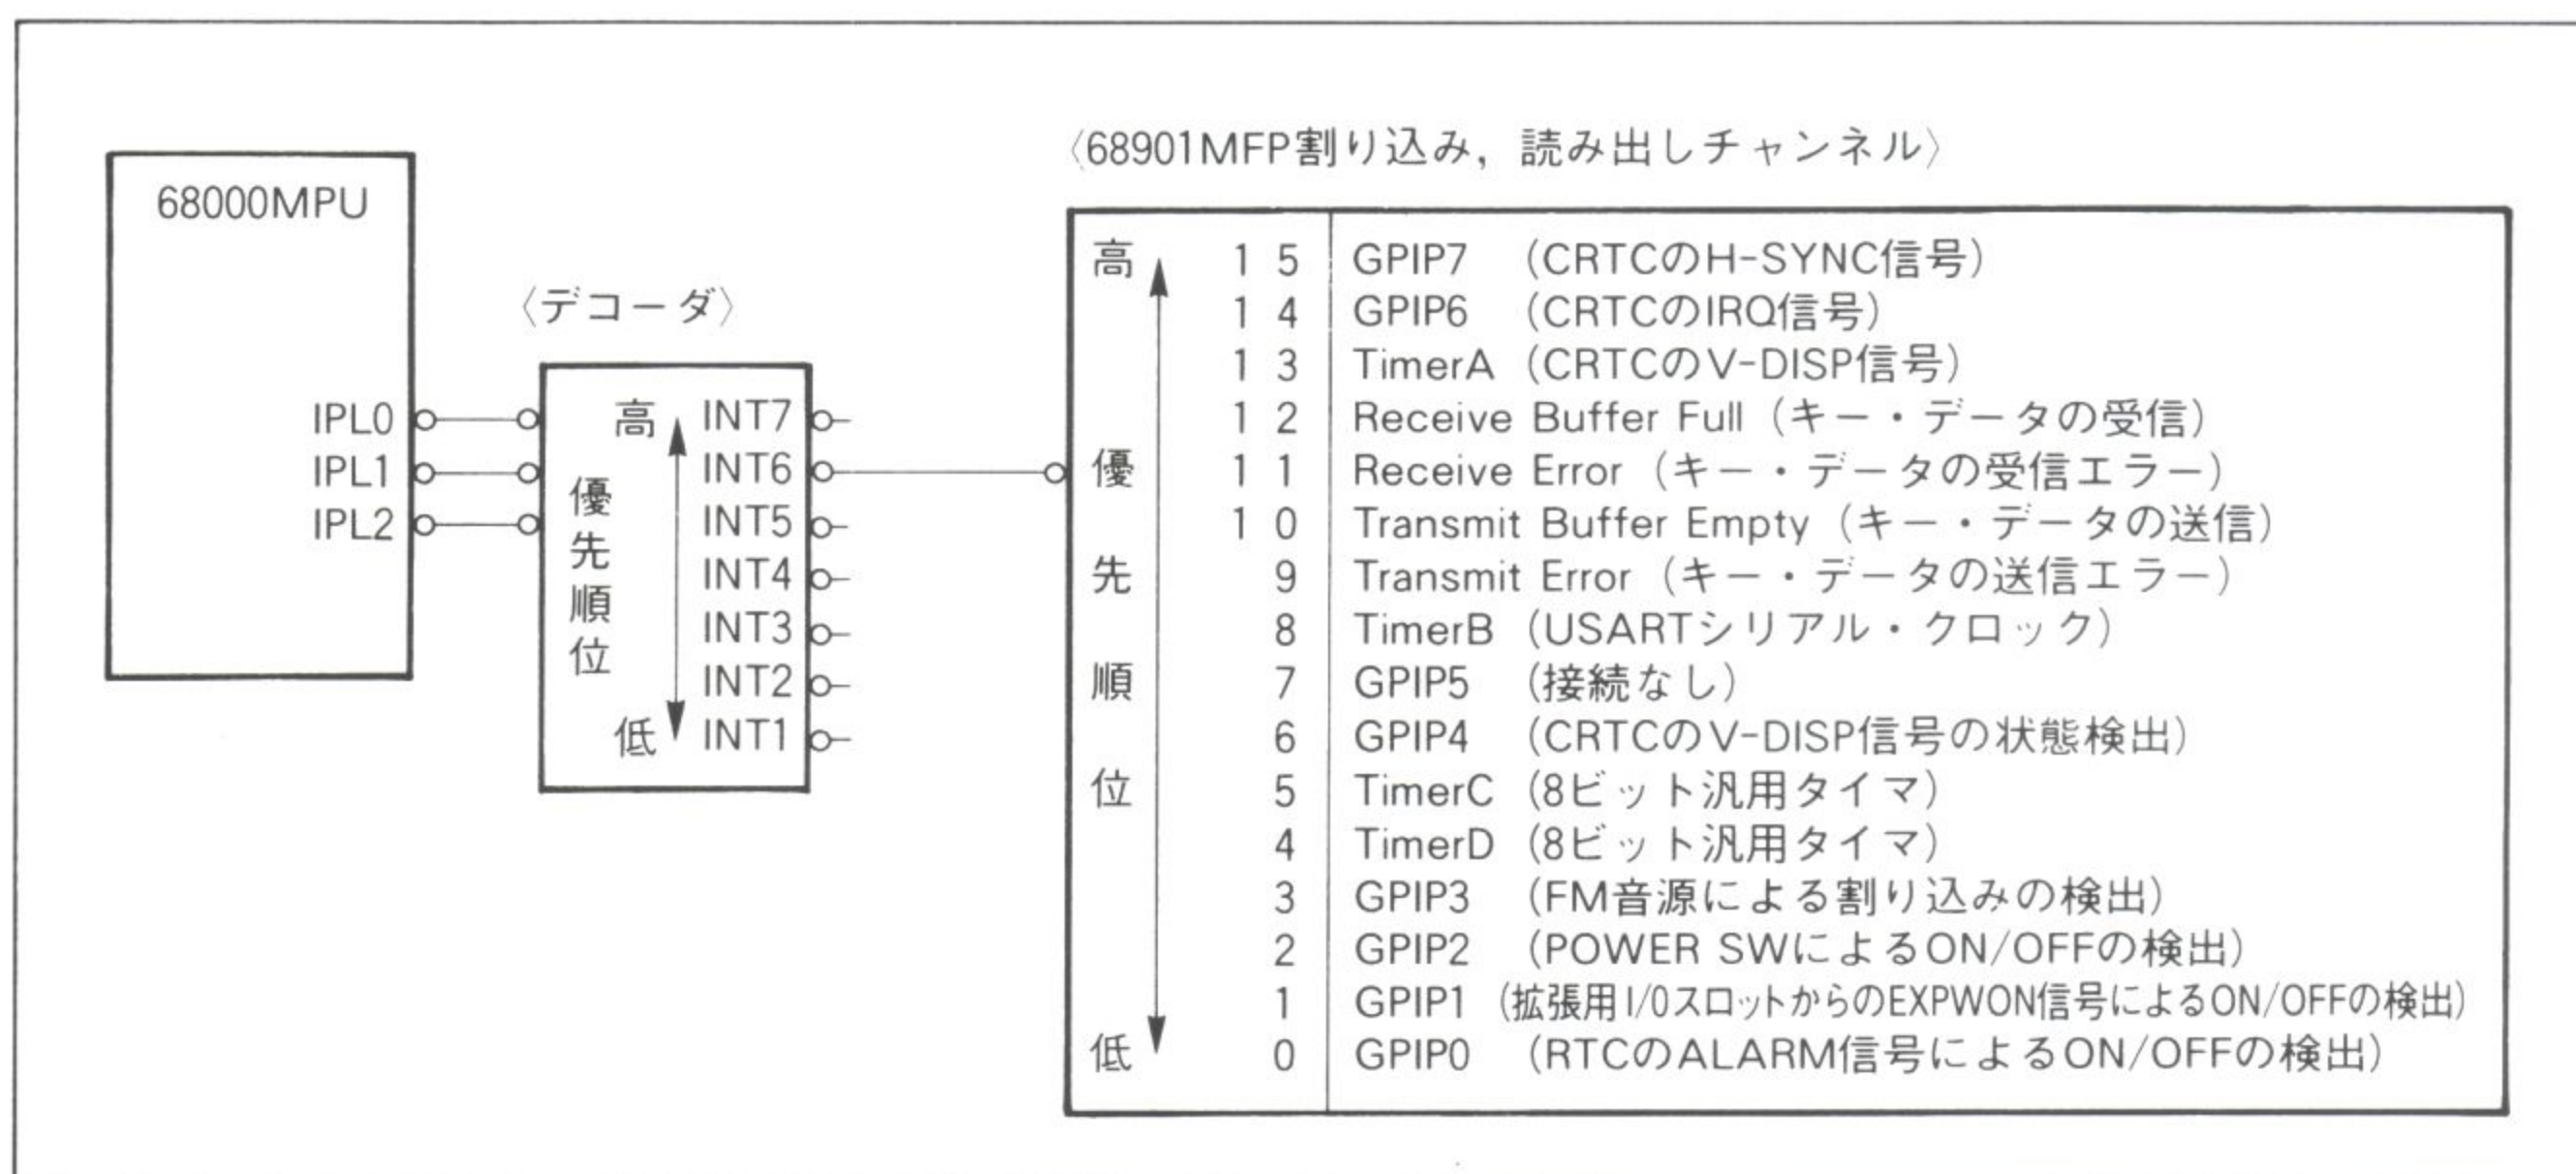 68000MPU
IPL0
IPL1
IPL2
〈デコーダ〉
高
優先順位
低
INT7
INT6
INT5
INT4
INT3
INT2
INT1
〈68901MFP割り込み，読み出しチャンネル〉
高
優先順位
低
15 GPIP7 （CRTCのH-SYNC信号）
14 GPIP6 （CRTCのIRQ信号）
13 TimerA （CRTCのV-DISP信号）
12 Receive Buffer Full （キー・データの受信）
11 Receive Error （キー・データの受信エラー）
10 Transmit Buffer Empty （キー・データの送信）
9 Transmit Error （キー・データの送信エラー）
8 TimerB （USARTシリアル・クロック）
7 GPIP5 （接続なし）
6 GPIP4 （CRTCのV-DISP信号の状態検出）
5 TimerC （8ビット汎用タイマ）
4 TimerD （8ビット汎用タイマ）
3 GPIP3 （FM音源による割り込みの検出）
2 GPIP2 （POWER SWによるON/OFFの検出）
1 GPIP1 （拡張用I/0スロットからのEXPWON信号によるON/OFFの検出）
0 GPIP0 （RTCのALARM信号によるON/OFFの検出）